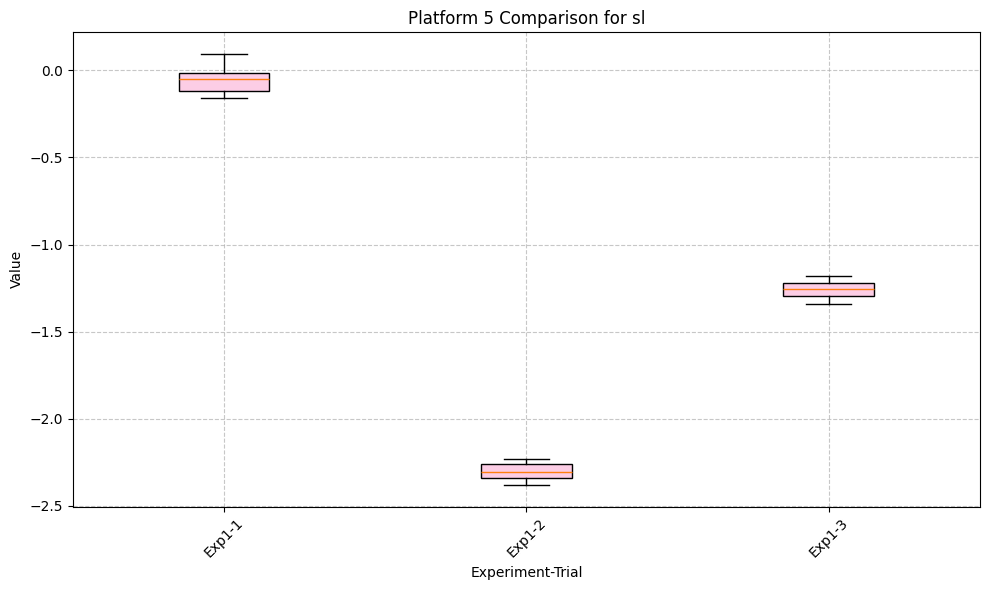 Platform 5 Comparison for sl
0.0
−0.5
−1.0
−1.5
−2.0
−2.5
Value
Exp1-1
Exp1-2
Exp1-3
Experiment-Trial